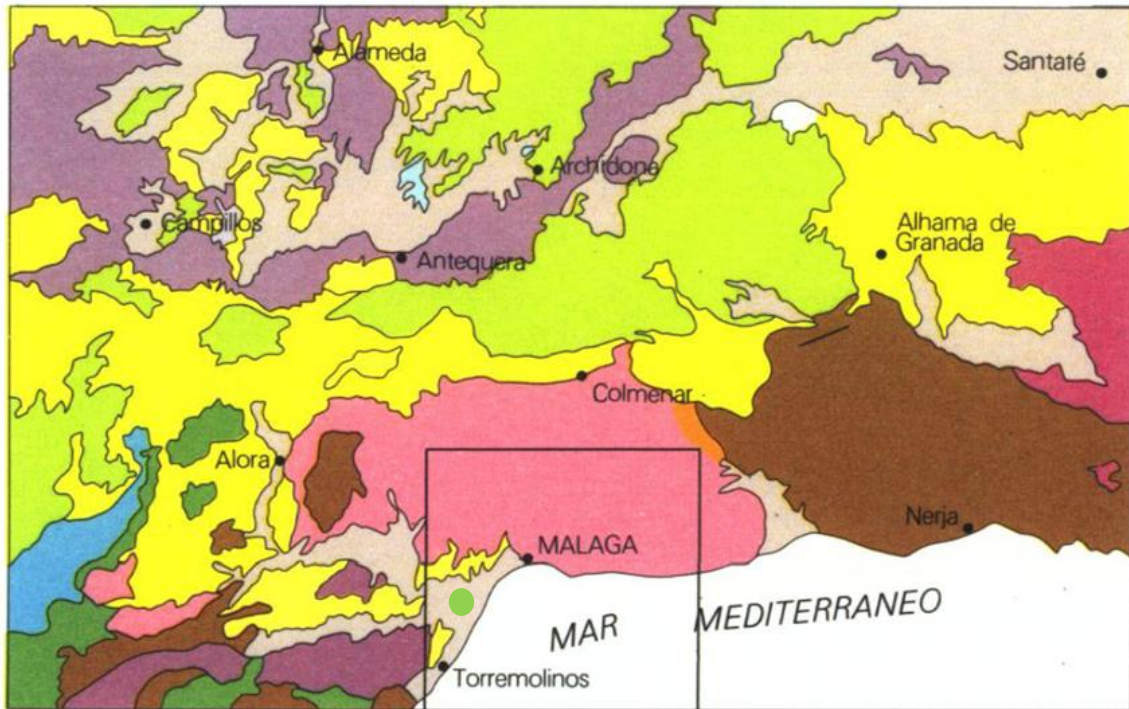 Alameda
Santaté
Archidona
Campillos
Alhama de
Granada
Antequera
Colmenar
Alora
Nerja
MALAGA
MAR MEDITERRANEO
Torremolinos